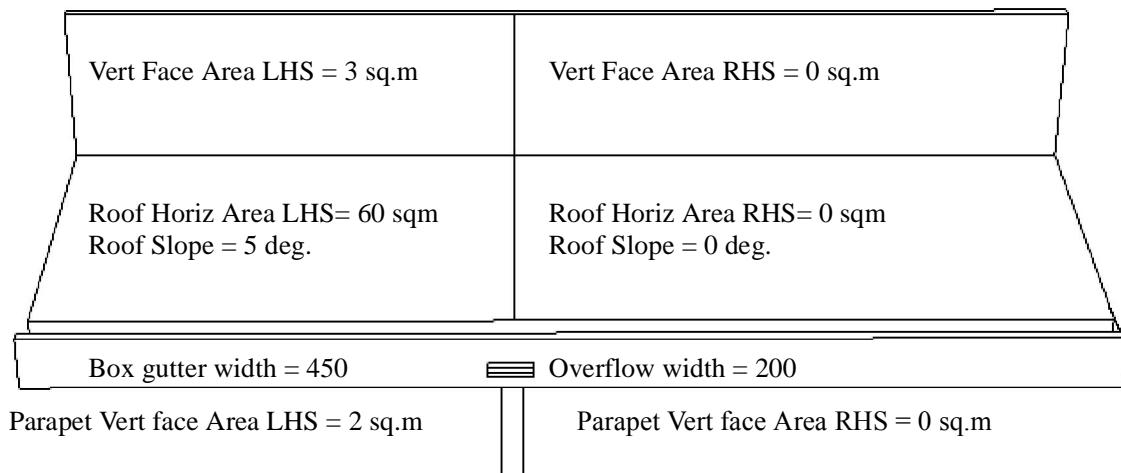 Vert Face Area LHS = 3 sq.m
Vert Face Area RHS = 0 sq.m
Roof Horiz Area LHS= 60 sqm
Roof Slope = 5 deg.
Roof Horiz Area RHS= 0 sqm
Roof Slope = 0 deg.
Box gutter width = 450
Overflow width = 200
Parapet Vert face Area LHS = 2 sq.m
Parapet Vert face Area RHS = 0 sq.m